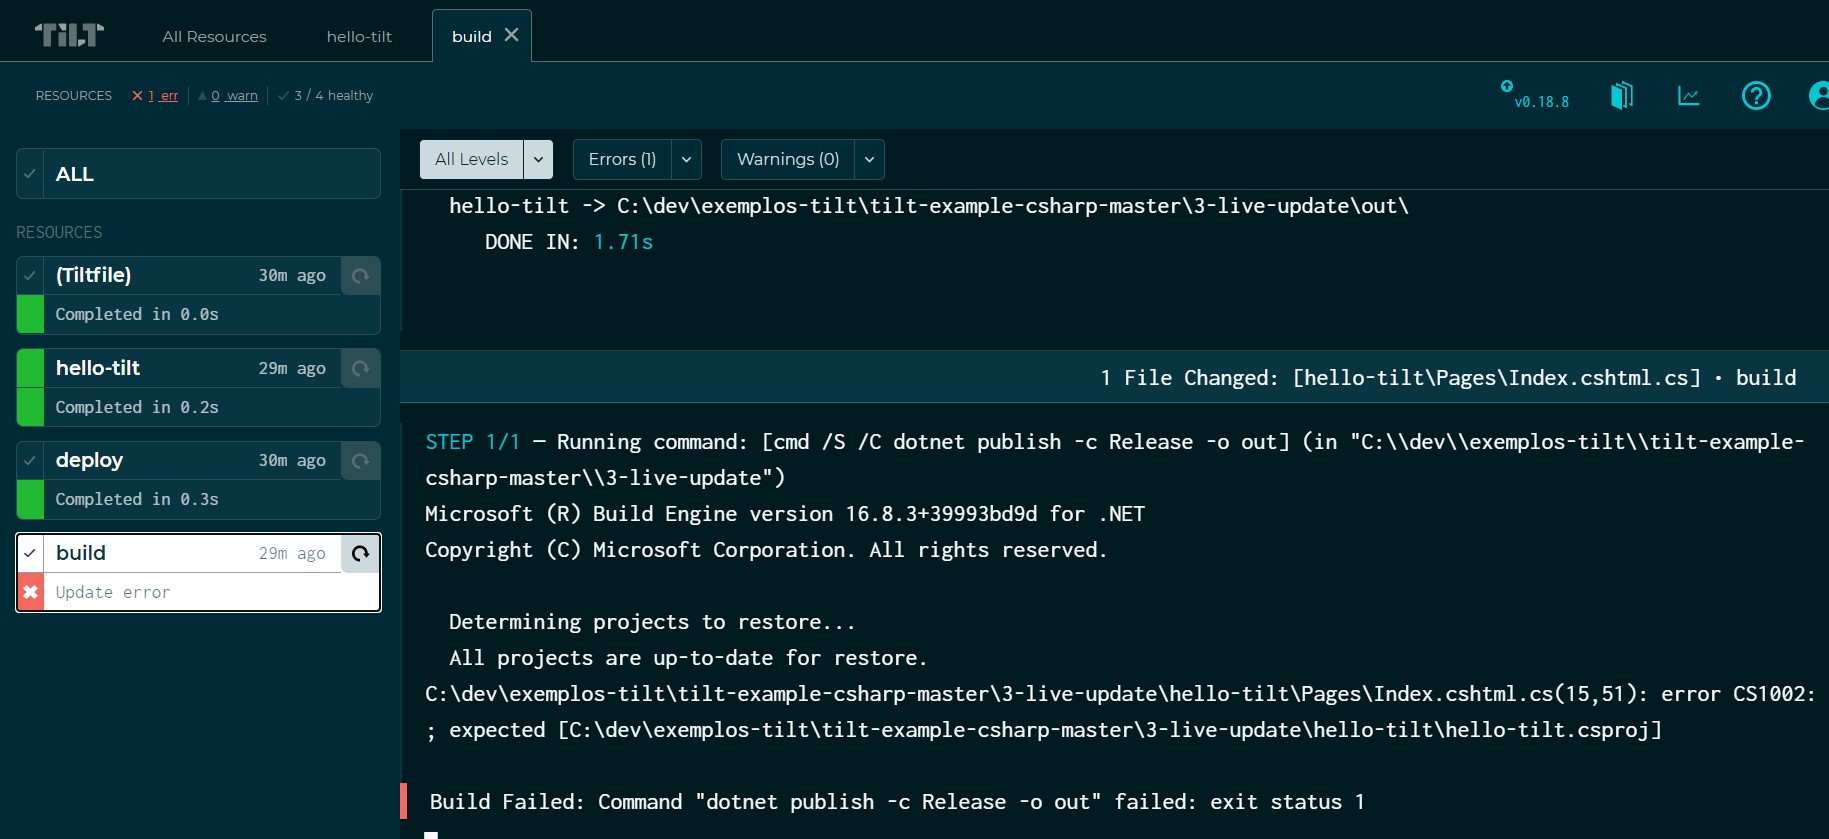 TILT
All Resources
hello-tilt
build
RESOURCES 1 err 0 warn 3 / 4 healthy
v0.18.8
ALL
RESOURCES
(Tiltfile) 30m ago
Completed in 0.0s
hello-tilt 29m ago
Completed in 0.2s
deploy 30m ago
Completed in 0.3s
build 29m ago
Update error
All Levels Errors (1) Warnings (0)
hello-tilt -> C:\dev\exemplos-tilt\tilt-example-csharp-master\3-live-update\out\
DONE IN: 1.71s
1 File Changed: [hello-tilt\Pages\Index.cshtml.cs] • build
STEP 1/1 — Running command: [cmd /S /C dotnet publish -c Release -o out] (in "C:\\dev\\exemplos-tilt\\tilt-example-
csharp-master\\3-live-update")
Microsoft (R) Build Engine version 16.8.3+39993bd9d for .NET
Copyright (C) Microsoft Corporation. All rights reserved.
Determining projects to restore...
All projects are up-to-date for restore.
C:\dev\exemplos-tilt\tilt-example-csharp-master\3-live-update\hello-tilt\Pages\Index.cshtml.cs(15,51): error CS1002:
; expected [C:\dev\exemplos-tilt\tilt-example-csharp-master\3-live-update\hello-tilt\hello-tilt.csproj]
Build Failed: Command "dotnet publish -c Release -o out" failed: exit status 1